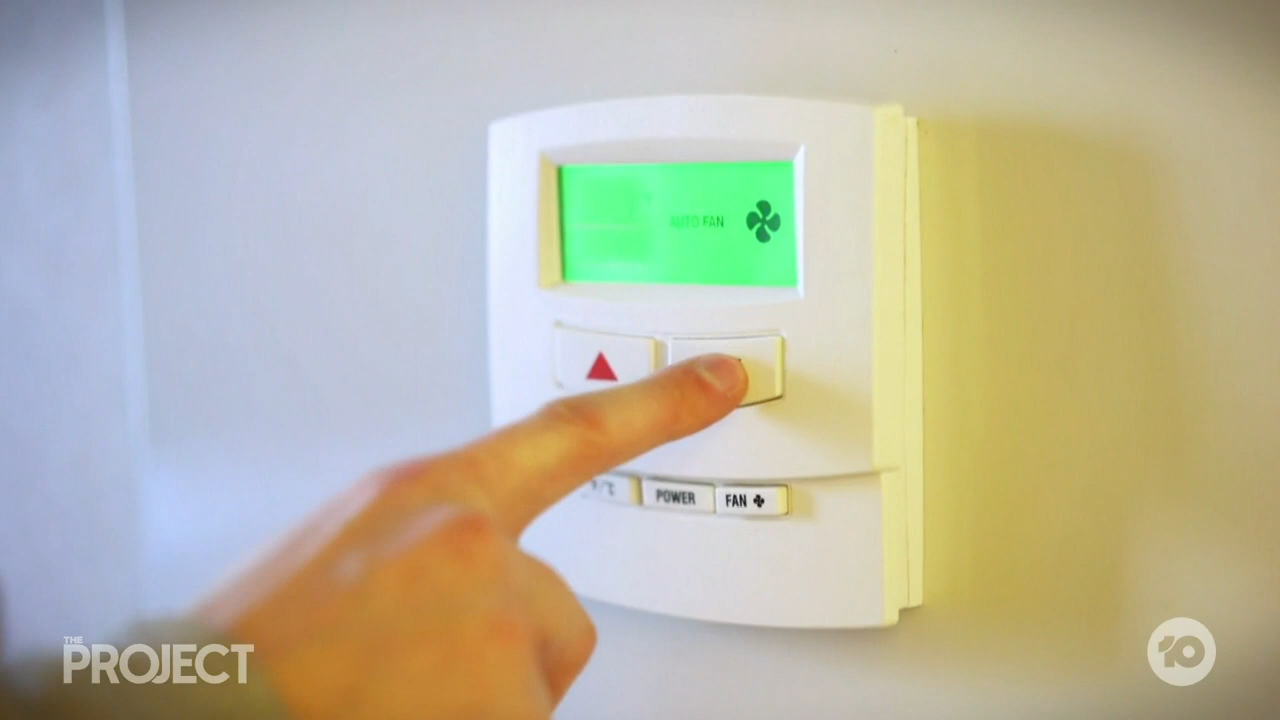 AUTO FAN
°F/°C
POWER
FAN
THE
PROJECT
10